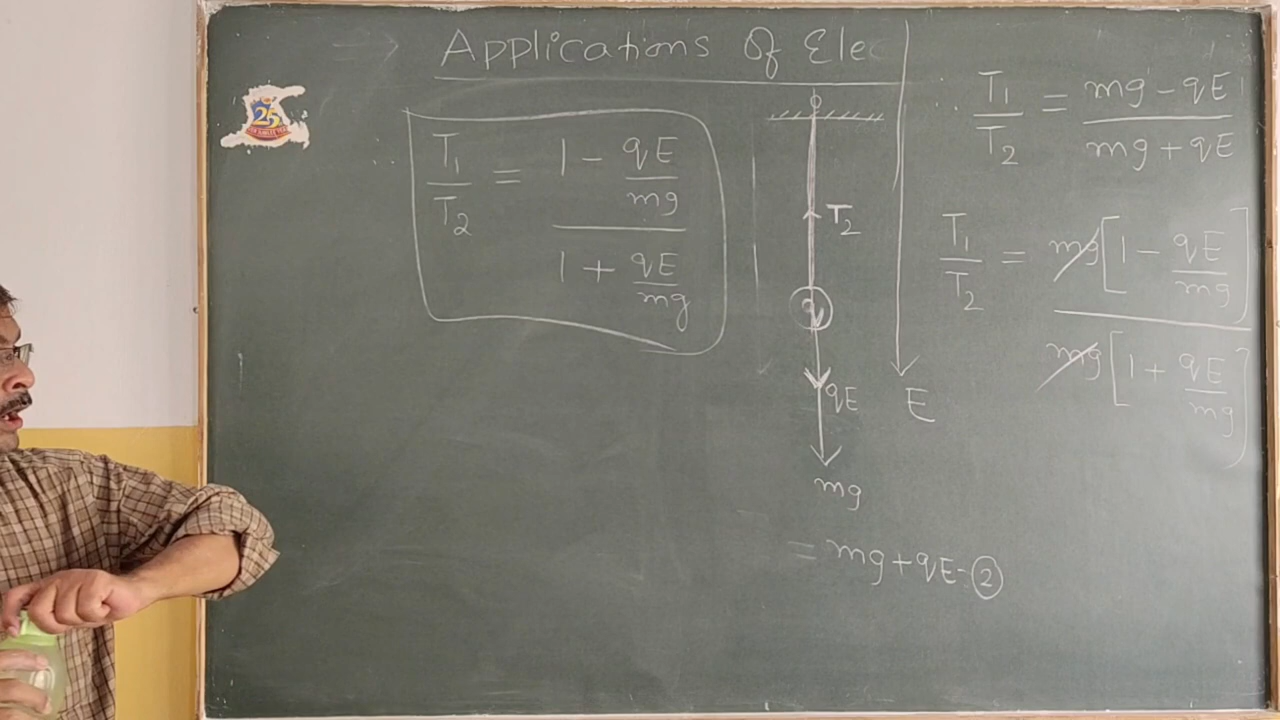 → Applications Of Elec
25
∴ T₁/T₂ = (1 - qE/mg)/(1 + qE/mg)
T₂
q
qE
mg
E
= mg + qE - ②
∴ T₁/T₂ = (mg - qE)/(mg + qE)
T₁/T₂ = mg[1 - qE/mg]/mg[1 + qE/mg]